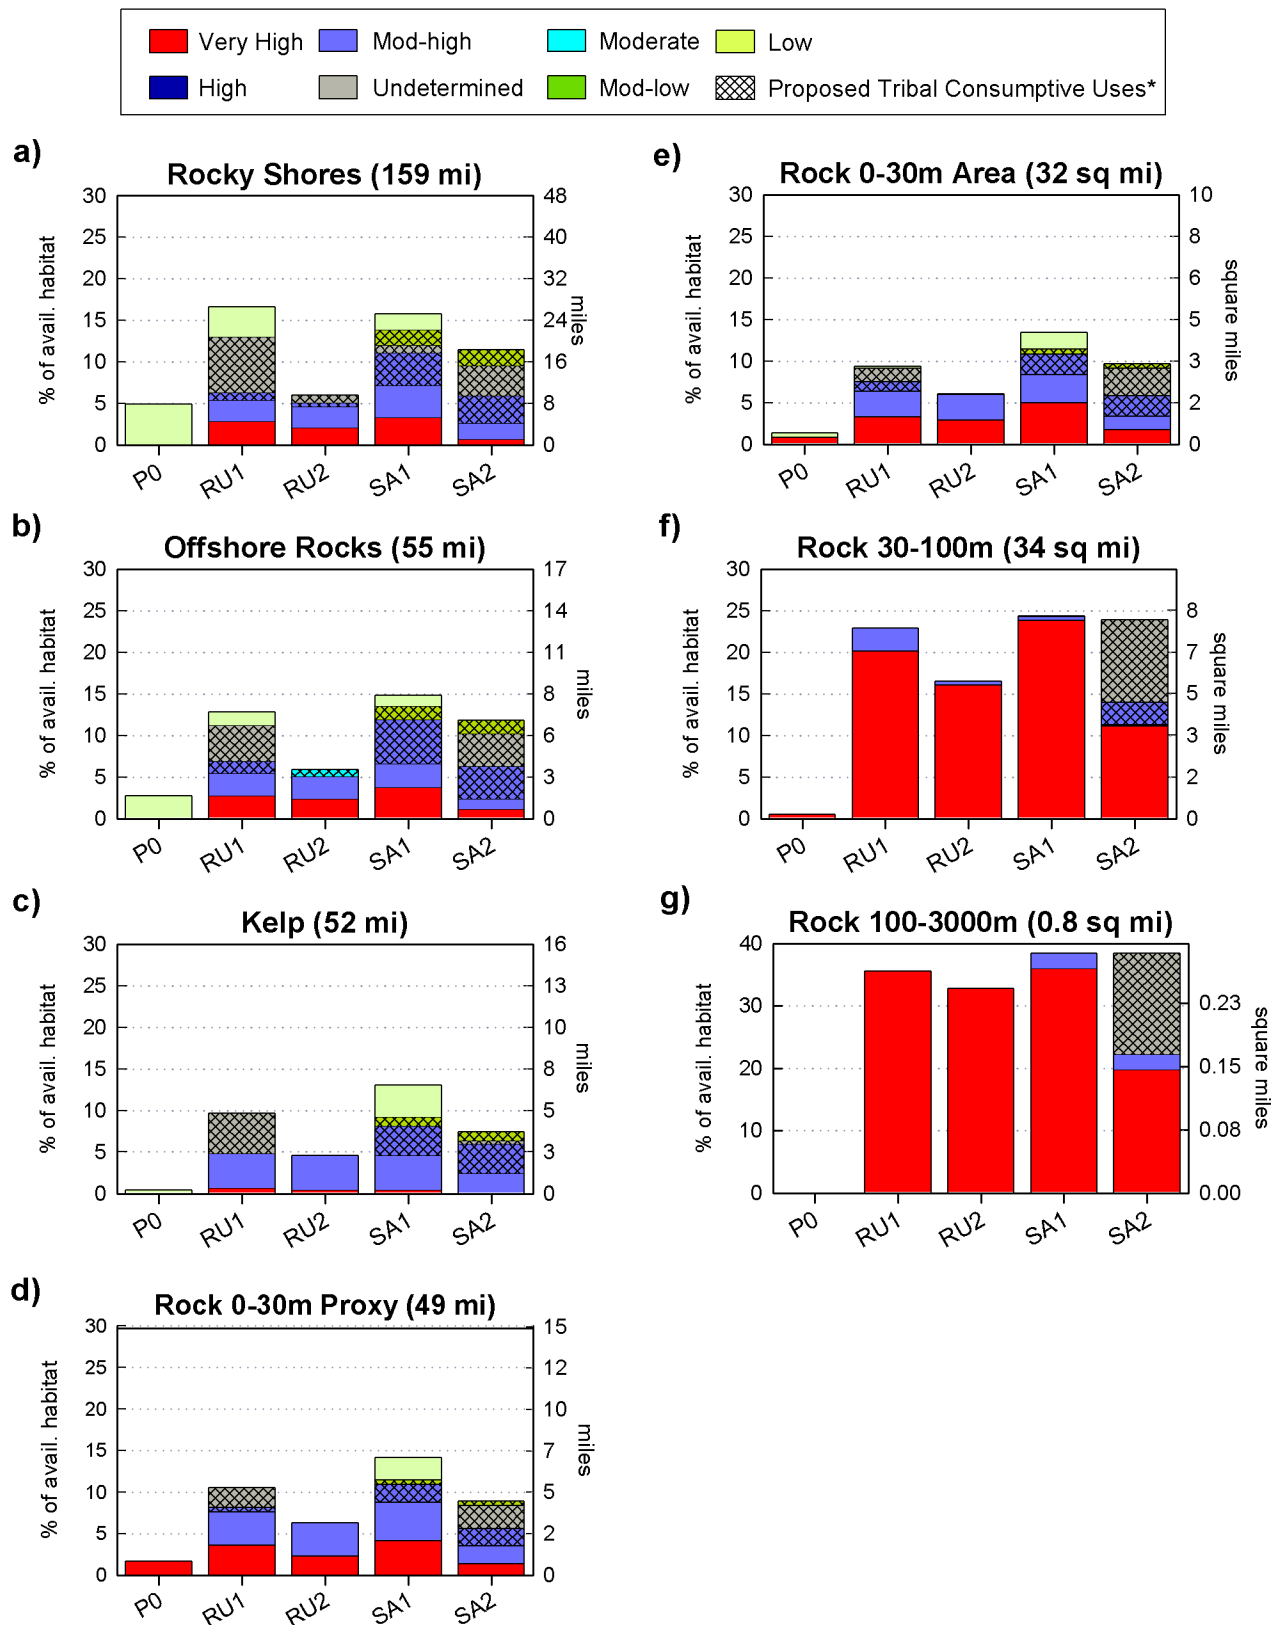 Very High Mod-high Moderate Low
High Undetermined Mod-low Proposed Tribal Consumptive Uses*
a)
Rocky Shores (159 mi)
% of avail. habitat
30
25
20
15
10
5
0
48
40
32
24
16
8
0
miles
P0 RU1 RU2 SA1 SA2
b)
Offshore Rocks (55 mi)
% of avail. habitat
30
25
20
15
10
5
0
17
14
11
8
6
3
0
miles
P0 RU1 RU2 SA1 SA2
c)
Kelp (52 mi)
% of avail. habitat
30
25
20
15
10
5
0
16
13
10
8
5
3
0
miles
P0 RU1 RU2 SA1 SA2
d)
Rock 0-30m Proxy (49 mi)
% of avail. habitat
30
25
20
15
10
5
0
15
12
10
7
5
2
0
miles
P0 RU1 RU2 SA1 SA2
e)
Rock 0-30m Area (32 sq mi)
% of avail. habitat
30
25
20
15
10
5
0
10
8
6
5
3
2
0
square miles
P0 RU1 RU2 SA1 SA2
f)
Rock 30-100m (34 sq mi)
% of avail. habitat
30
25
20
15
10
5
0
8
7
5
3
2
square miles
P0 RU1 RU2 SA1 SA2
g)
Rock 100-3000m (0.8 sq mi)
% of avail. habitat
40
30
20
10
0
0.23
0.15
0.08
0.00
square miles
P0 RU1 RU2 SA1 SA2